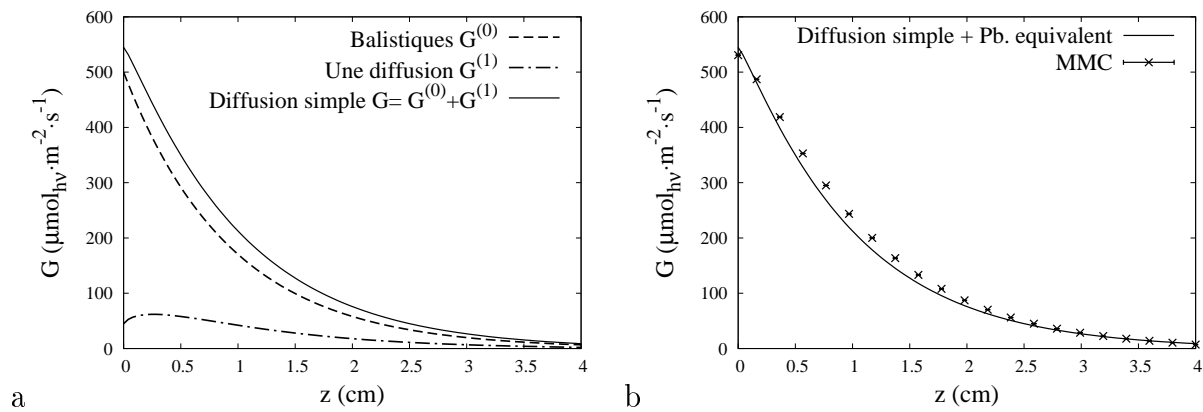 600
500
400
300
200
100
0
G (µmol_hν·m^-2·s^-1)
Balistiques G^(0)
Une diffusion G^(1)
Diffusion simple G= G^(0)+G^(1)
0 0.5 1 1.5 2 2.5 3 3.5 4
z (cm)
a
600
500
400
300
200
100
0
G (µmol_hν·m^-2·s^-1)
Diffusion simple + Pb. equivalent
MMC
0 0.5 1 1.5 2 2.5 3 3.5 4
z (cm)
b